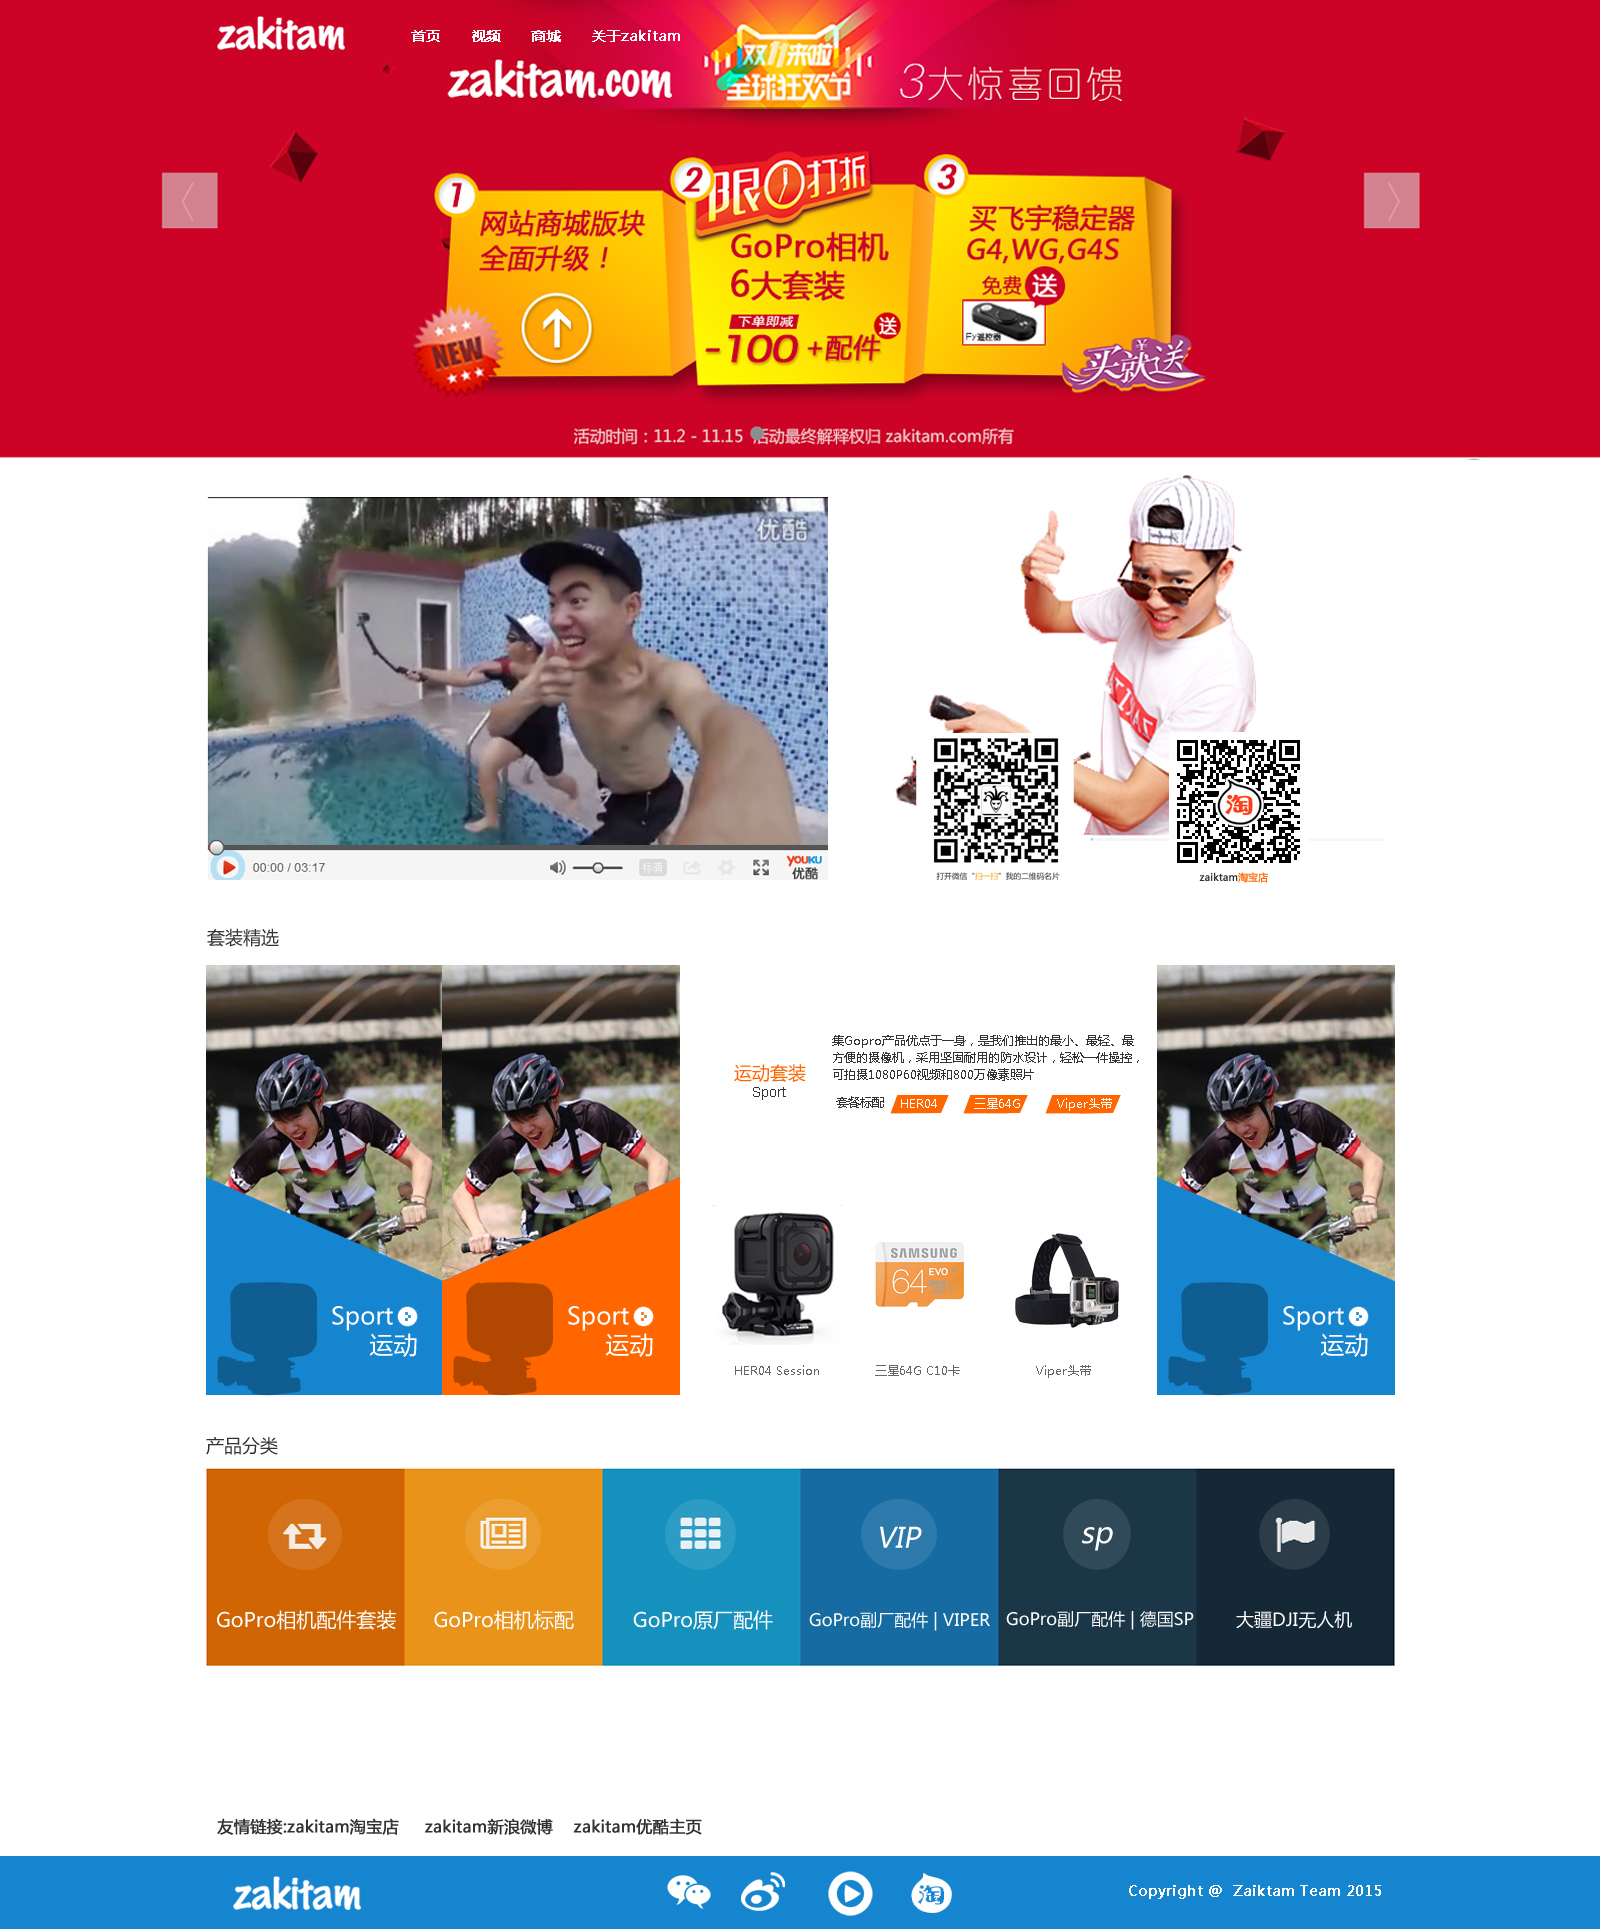 zakitam
首页 视频 商城 关于zakitam
双11来啦
全球狂欢节
zakitam.com
3大惊喜回馈
1
网站商城版块
全面升级！
NEW
2
限 打折
GoPro相机
6大套装
下单即减
-100 +配件
送
3
买飞宇稳定器
G4,WG,G4S
免费 送
Fy遥控器
买就送
活动时间：11.2 - 11.15 活动最终解释权归 zakitam.com所有
优酷
00:00 / 03:17
标清
YOUKU
优酷
淘
打开微信“扫一扫”我的二维码名片
zaiktam淘宝店
套装精选
Sport
运动
Sport
运动
运动套装
Sport
集Gopro产品优点于一身，是我们推出的最小、最轻、最
方便的摄像机，采用坚固耐用的防水设计，轻松一件操控，
可拍摄1080P60视频和800万像素照片
套餐标配 HER04 三星64G Viper头带
SAMSUNG
64 EVO
HER04 Session
三星64G C10卡
Viper头带
Sport
运动
产品分类
VIP
sp
GoPro相机配件套装
GoPro相机标配
GoPro原厂配件
GoPro副厂配件 | VIPER
GoPro副厂配件 | 德国SP
大疆DJI无人机
友情链接:zakitam淘宝店 zakitam新浪微博 zakitam优酷主页
zakitam
淘
Copyright @ Zaiktam Team 2015